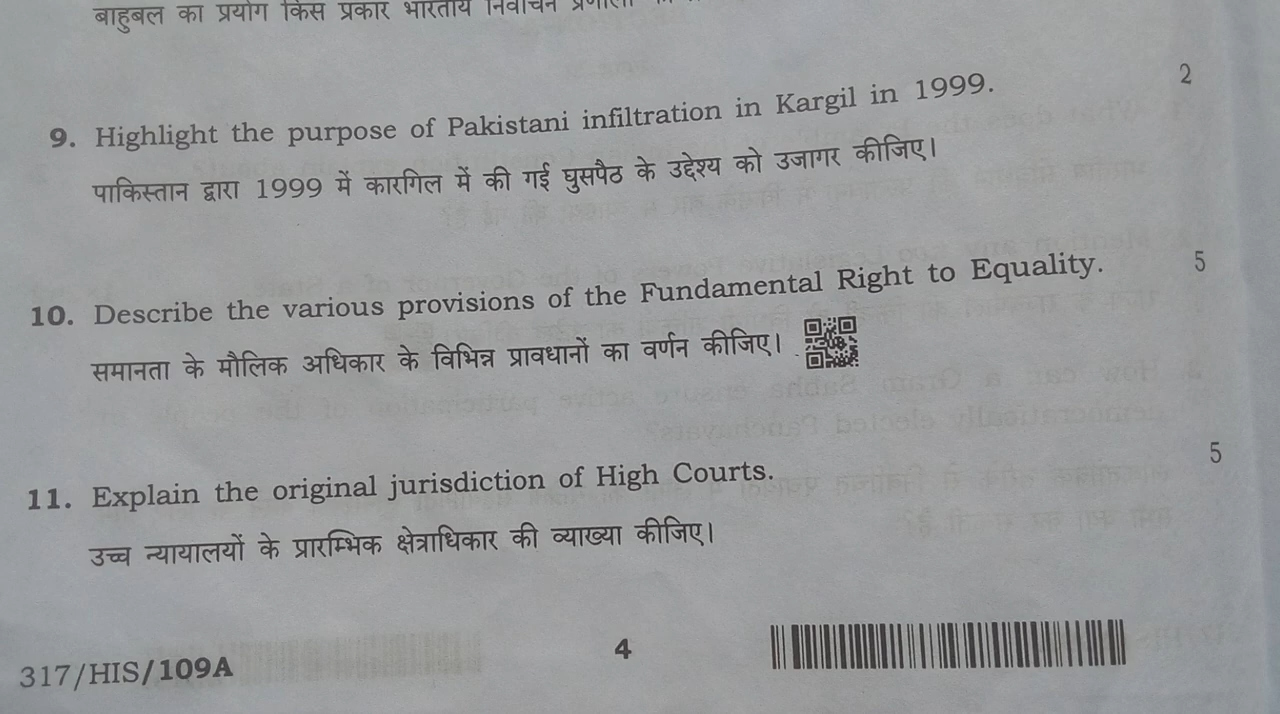 बाहुबल का प्रयोग किस प्रकार भारतीय निर्वाचन प्रणाली
9. Highlight the purpose of Pakistani infiltration in Kargil in 1999. 2
पाकिस्तान द्वारा 1999 में कारगिल में की गई घुसपैठ के उद्देश्य को उजागर कीजिए।
10. Describe the various provisions of the Fundamental Right to Equality. 5
समानता के मौलिक अधिकार के विभिन्न प्रावधानों का वर्णन कीजिए।
11. Explain the original jurisdiction of High Courts. 5
उच्च न्यायालयों के प्रारम्भिक क्षेत्राधिकार की व्याख्या कीजिए।
317/HIS/109A 4